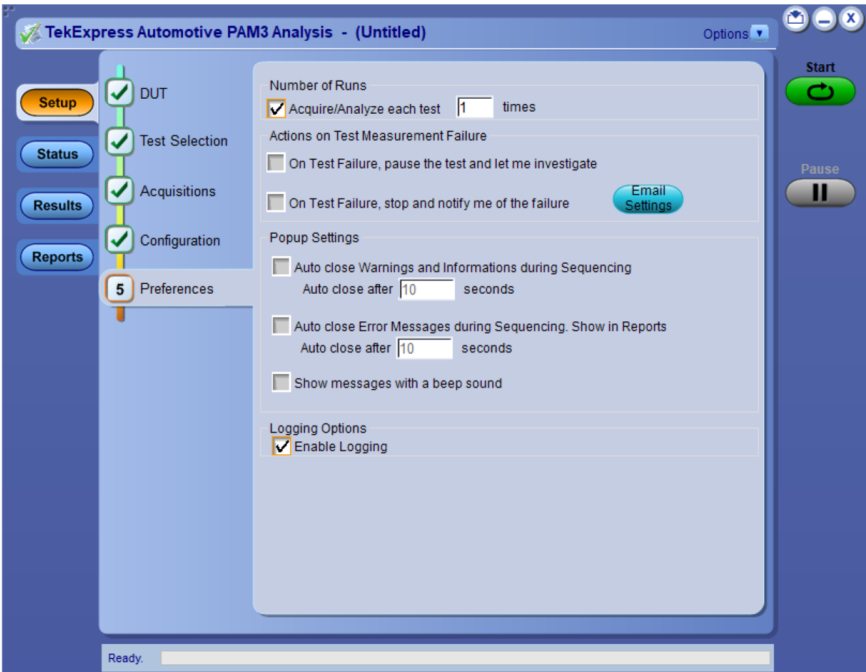 TekExpress Automotive PAM3 Analysis - (Untitled)
Options
Start
Pause
Setup
Status
Results
Reports
DUT
Test Selection
Acquisitions
Configuration
5 Preferences
Number of Runs
Acquire/Analyze each test 1 times
Actions on Test Measurement Failure
On Test Failure, pause the test and let me investigate
On Test Failure, stop and notify me of the failure
Email
Settings
Popup Settings
Auto close Warnings and Informations during Sequencing
Auto close after 10 seconds
Auto close Error Messages during Sequencing. Show in Reports
Auto close after 10 seconds
Show messages with a beep sound
Logging Options
Enable Logging
Ready.